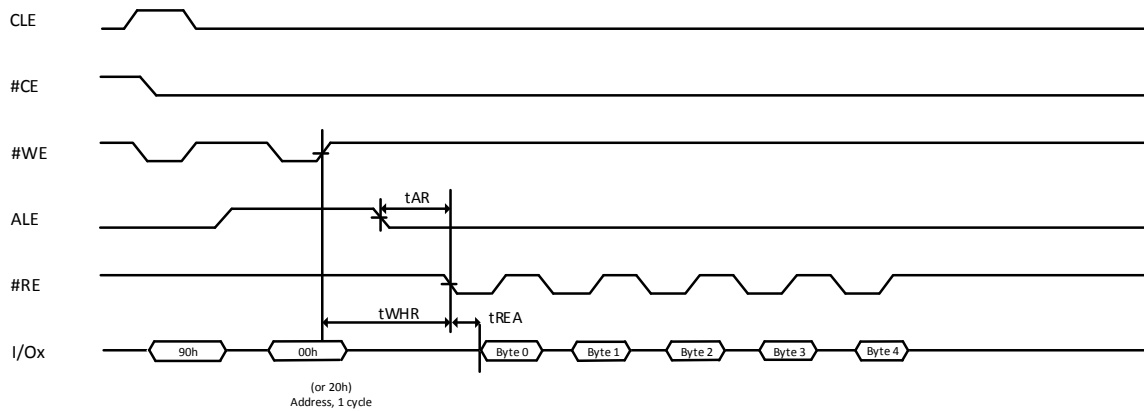 CLE
#CE
#WE
ALE
tAR
#RE
tWHR
tREA
I/Ox
90h
00h
Byte 0
Byte 1
Byte 2
Byte 3
Byte 4
(or 20h)
Address, 1 cycle